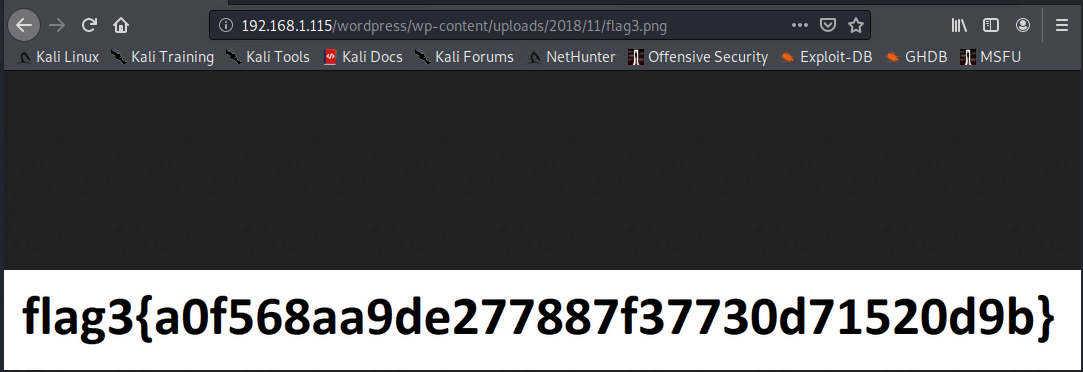 192.168.1.115/wordpress/wp-content/uploads/2018/11/flag3.png
Kali Linux Kali Training Kali Tools Kali Docs Kali Forums NetHunter Offensive Security Exploit-DB GHDB MSFU
flag3{a0f568aa9de277887f37730d71520d9b}